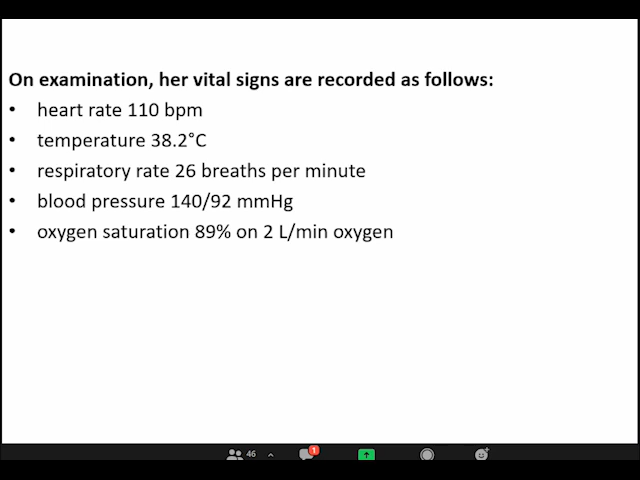 On examination, her vital signs are recorded as follows:
• heart rate 110 bpm
• temperature 38.2°C
• respiratory rate 26 breaths per minute
• blood pressure 140/92 mmHg
• oxygen saturation 89% on 2 L/min oxygen
46 1